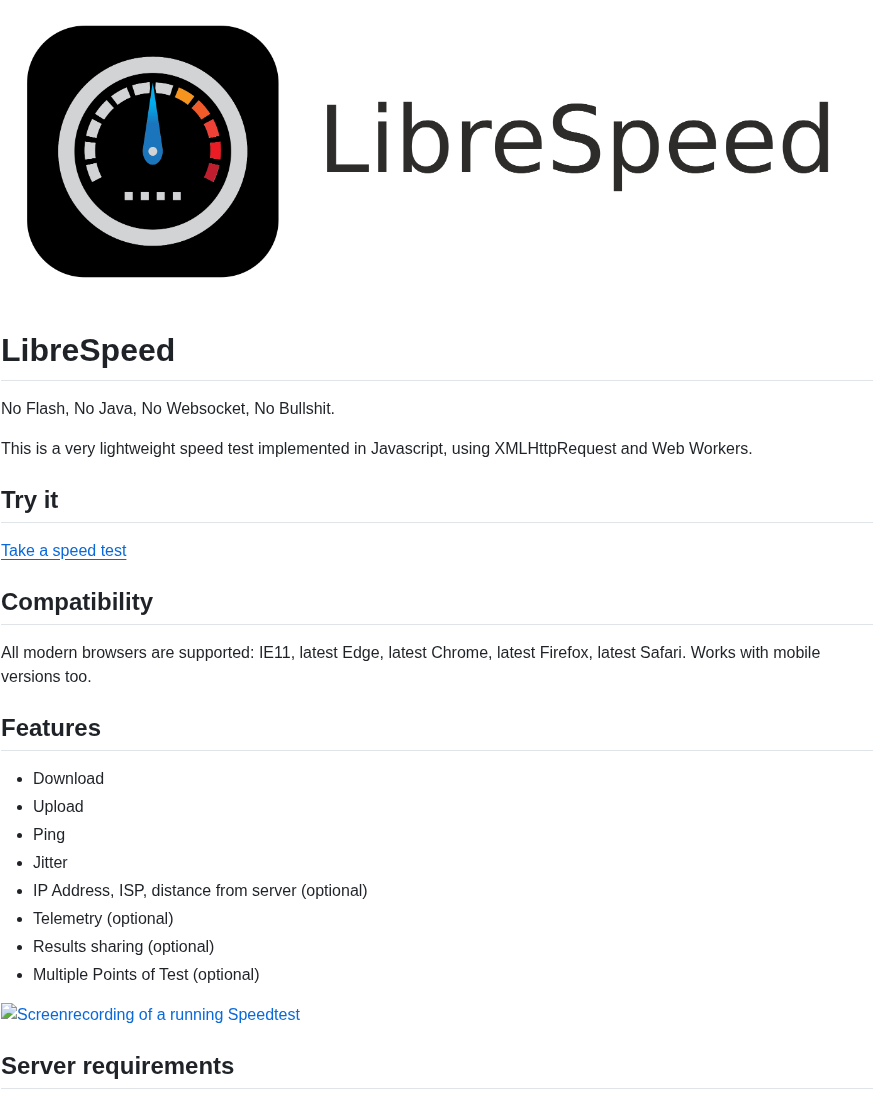 LibreSpeed
LibreSpeed
No Flash, No Java, No Websocket, No Bullshit.
This is a very lightweight speed test implemented in Javascript, using XMLHttpRequest and Web Workers.
Try it
Take a speed test
Compatibility
All modern browsers are supported: IE11, latest Edge, latest Chrome, latest Firefox, latest Safari. Works with mobile
versions too.
Features
Download
Upload
Ping
Jitter
IP Address, ISP, distance from server (optional)
Telemetry (optional)
Results sharing (optional)
Multiple Points of Test (optional)
Screenrecording of a running Speedtest
Server requirements